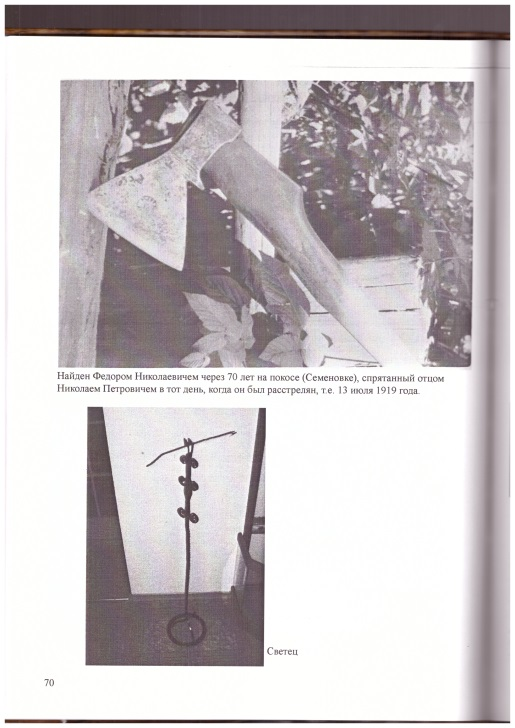 Найден Федором Николаевичем через 70 лет на покосе (Семеновке), спрятанный отцом
Николаем Петровичем в тот день, когда он был расстрелян, т.е. 13 июля 1919 года.
Светец
70